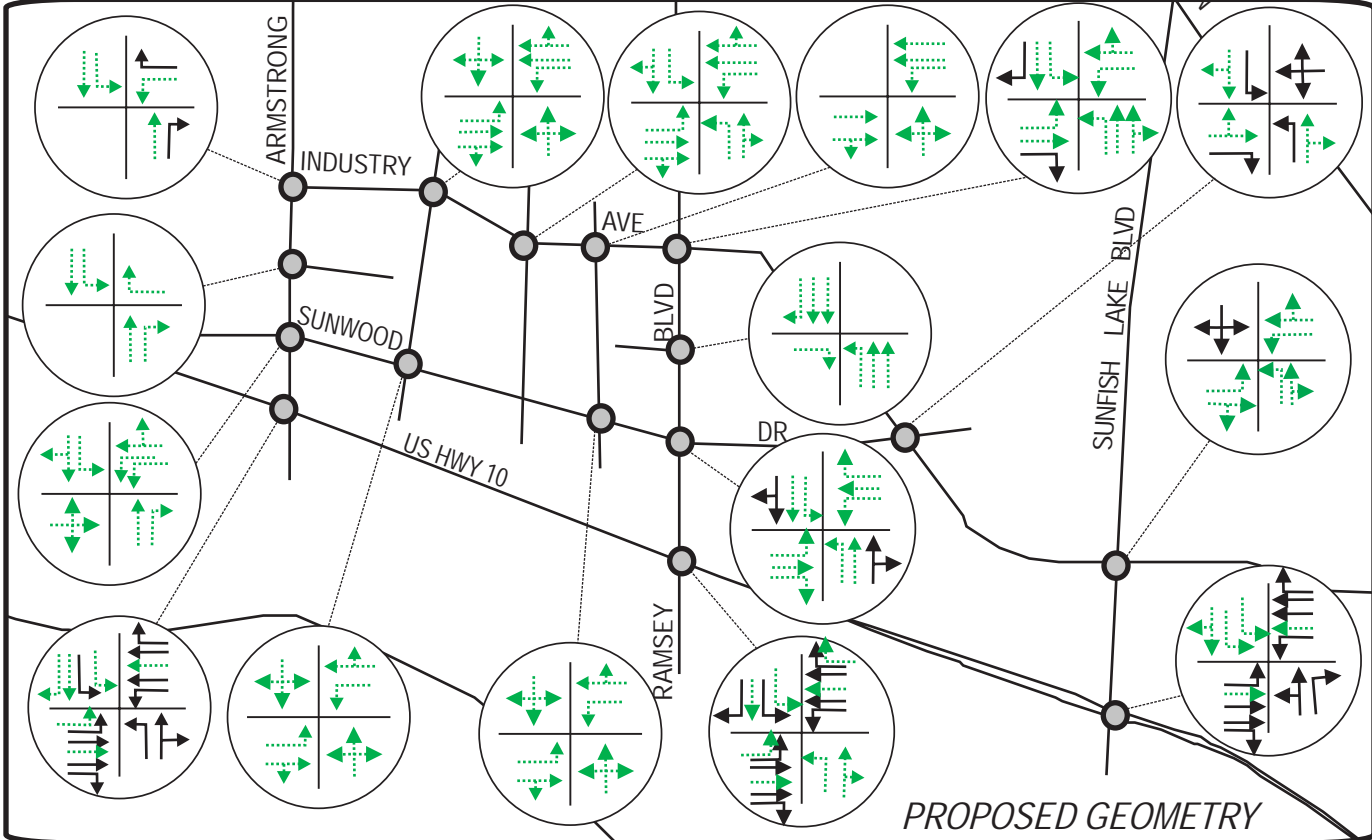 ARMSTRONG
INDUSTRY
AVE
SUNWOOD
BLVD
SUNFISH LAKE BLVD
DR
US HWY 10
RAMSEY
PROPOSED GEOMETRY